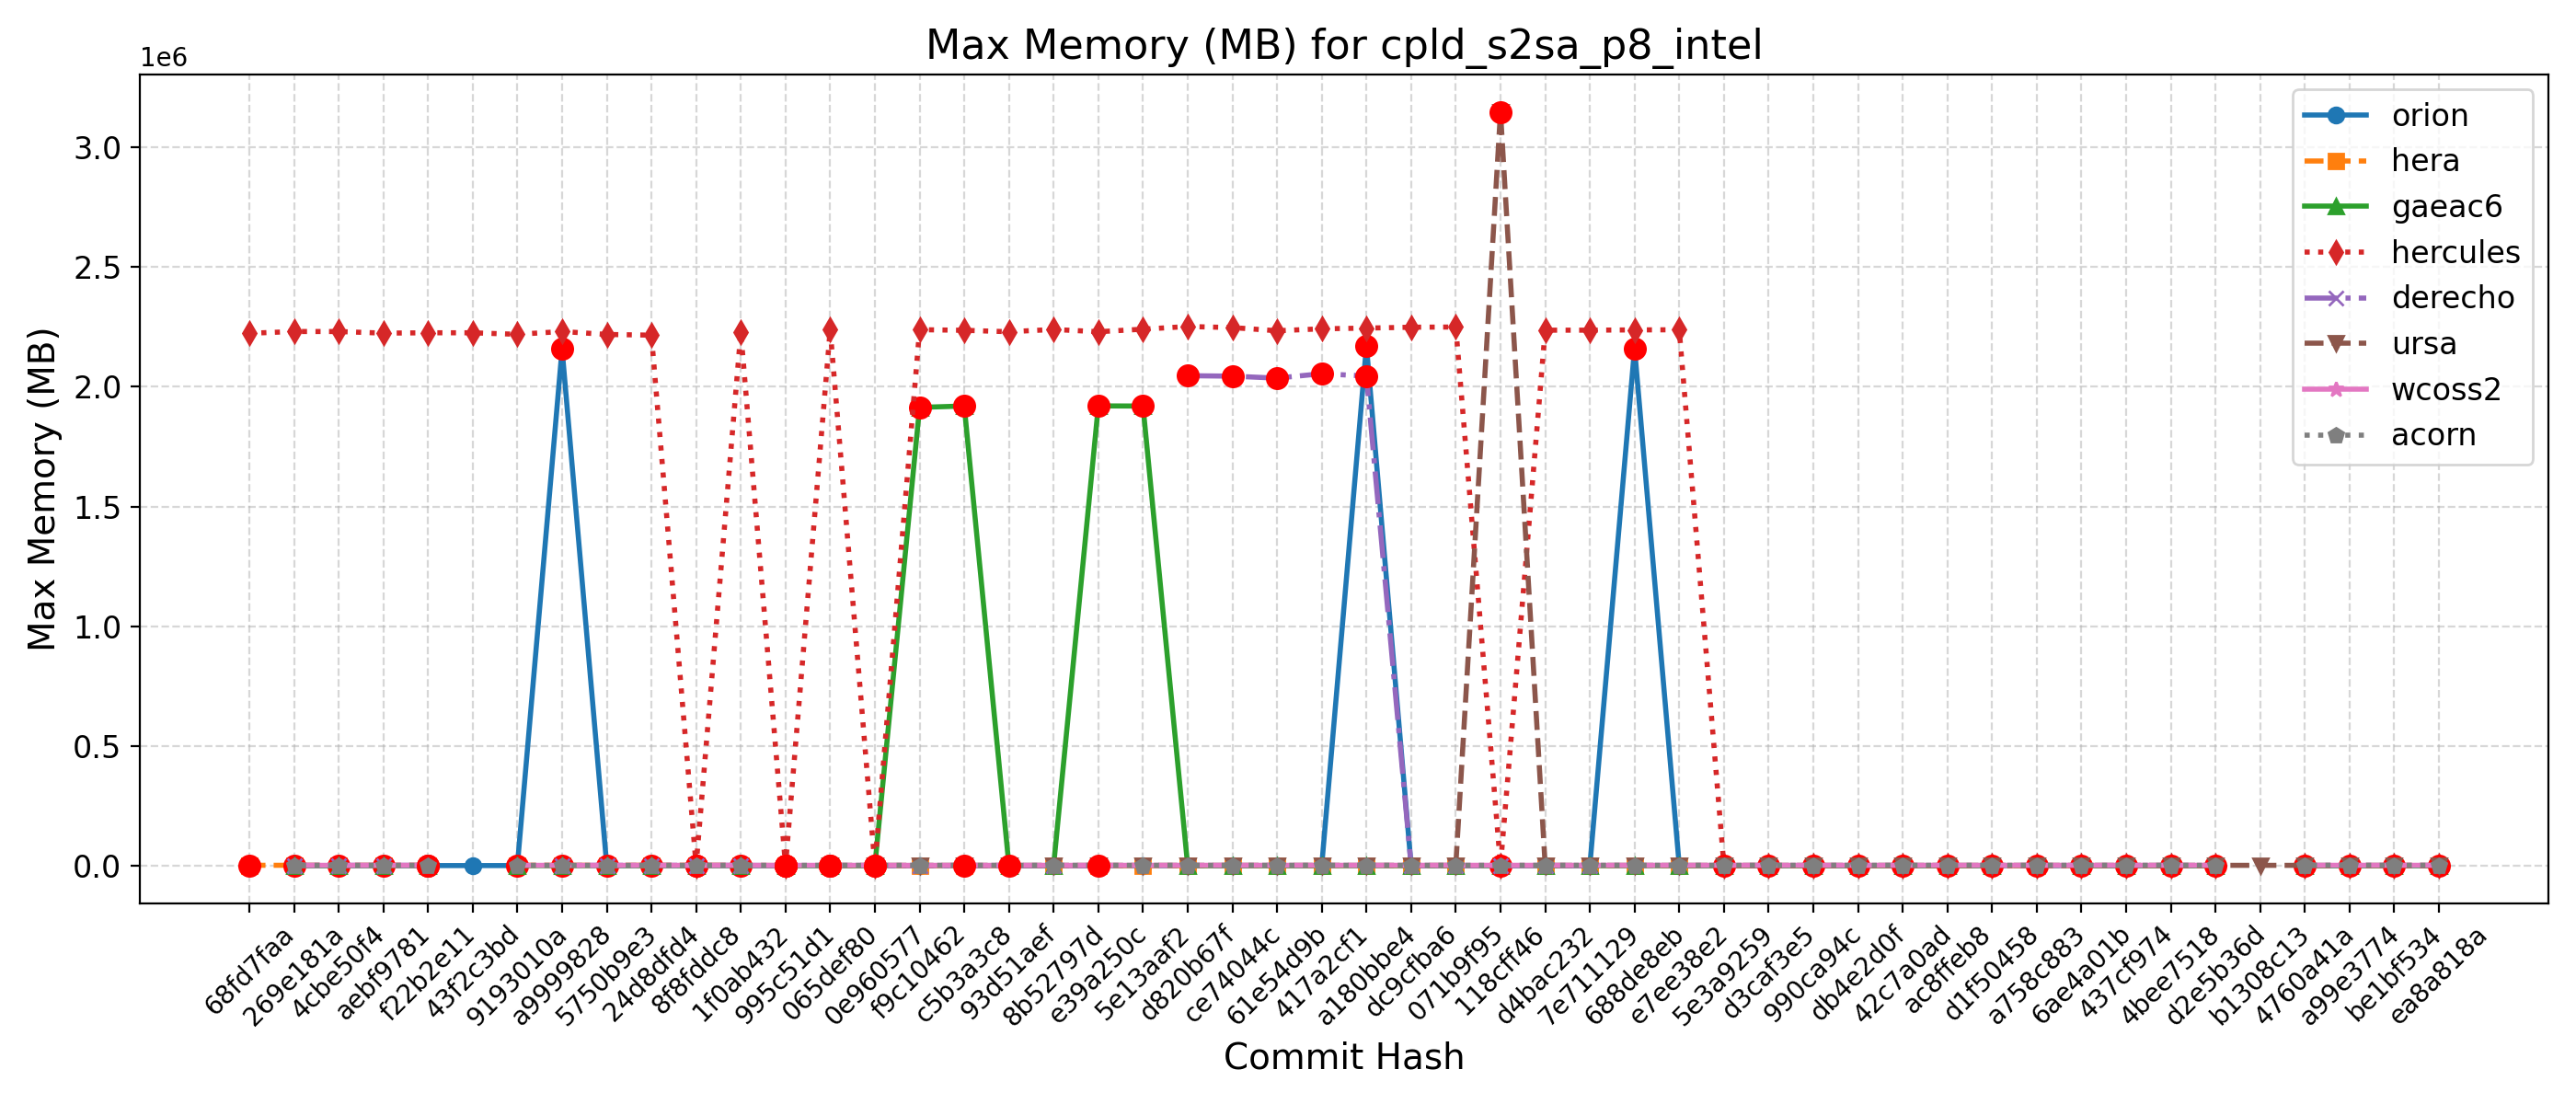 Max Memory (MB) for cpld_s2sa_p8_intel
1e6
3.0
2.5
2.0
1.5
1.0
0.5
0.0
Max Memory (MB)
orion
hera
gaeac6
hercules
derecho
ursa
wcoss2
acorn
68fd7faa
269e181a
4cbe50f4
aebf9781
f22b2e11
43f2c3bd
9193010a
a9999828
5750b9e3
24d8dfd4
8f8fddc8
1f0ab432
995c51d1
065def80
0e960577
f9c10462
c5b3a3c8
93d51aef
8b52797d
e39a250c
5e13aaf2
d820b67f
ce74044c
61e54d9b
417a2cf1
a180bbe4
dc9cfba6
071b9f95
118cff46
d4bac232
7e711129
688de8eb
e7ee38e2
5e3a9259
d3caf3e5
990ca94c
db4e2d0f
42c7a0ad
ac8ffeb8
d1f50458
a758c883
6ae4a01b
437cf974
4bee7518
d2e5b36d
b1308c13
4760a41a
a99e3774
be1bf534
ea8a818a
Commit Hash